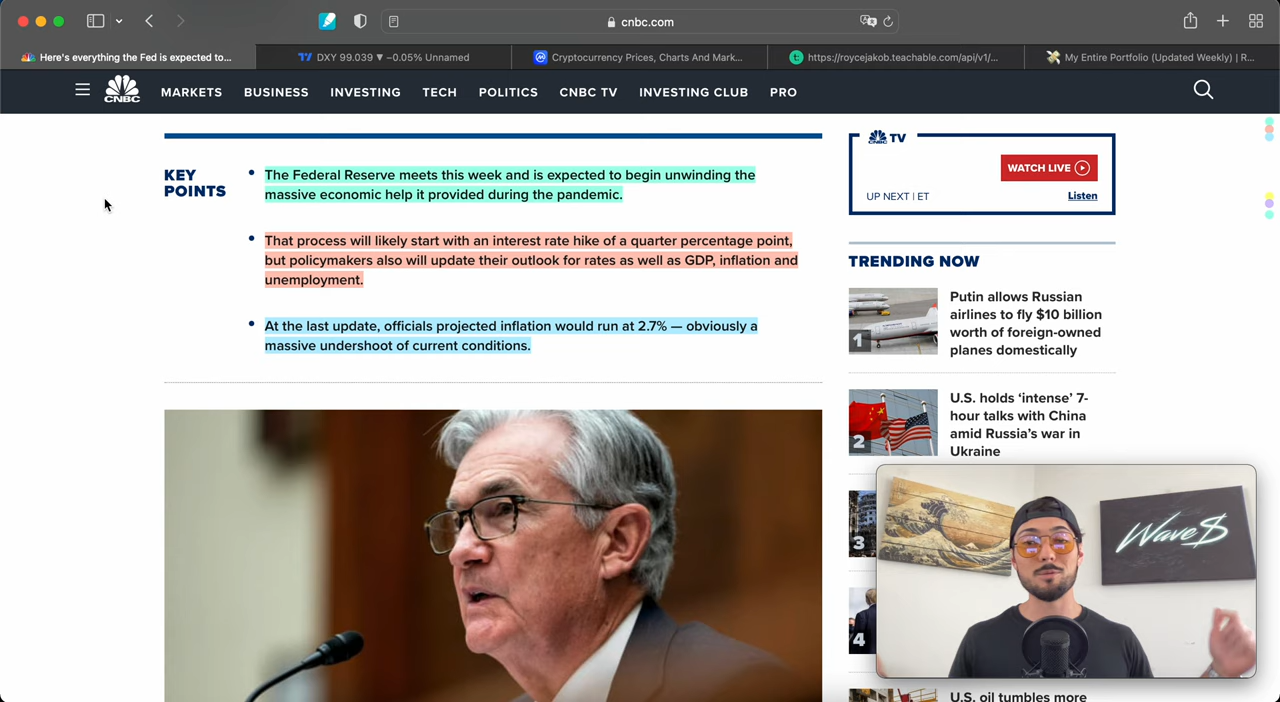 cnbc.com
Here's everything the Fed is expected to...
DXY 99.039 ▼ −0.05% Unnamed
Cryptocurrency Prices, Charts And Mark...
https://roycejakob.teachable.com/api/v1/...
My Entire Portfolio (Updated Weekly) | R...
CNBC
MARKETS BUSINESS INVESTING TECH POLITICS CNBC TV INVESTING CLUB PRO
KEY
POINTS
• The Federal Reserve meets this week and is expected to begin unwinding the
massive economic help it provided during the pandemic.
• That process will likely start with an interest rate hike of a quarter percentage point,
but policymakers also will update their outlook for rates as well as GDP, inflation and
unemployment.
• At the last update, officials projected inflation would run at 2.7% — obviously a
massive undershoot of current conditions.
TV
WATCH LIVE
UP NEXT | ET
Listen
TRENDING NOW
1
Putin allows Russian
airlines to fly $10 billion
worth of foreign-owned
planes domestically
2
U.S. holds ‘intense’ 7-
hour talks with China
amid Russia’s war in
Ukraine
3
4
U.S. oil tumbles more
Wave$